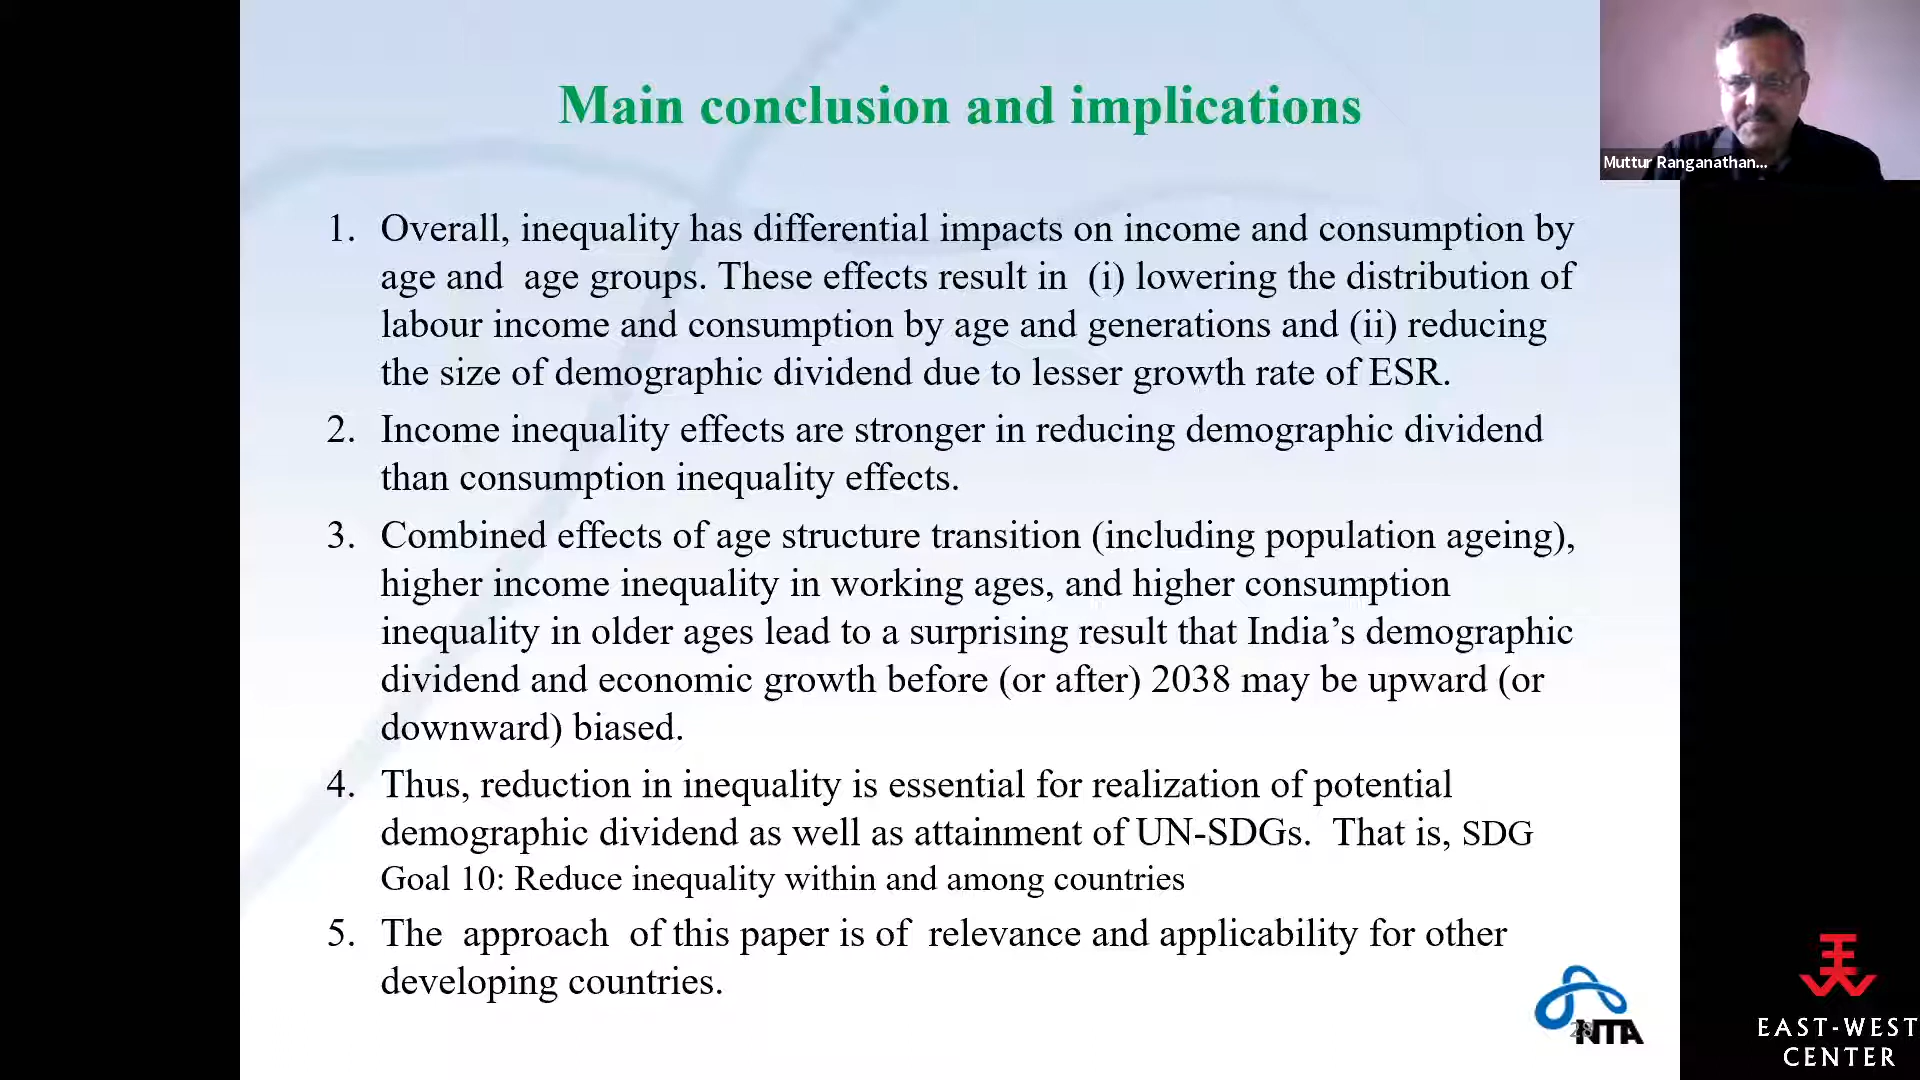 Main conclusion and implications
Muttur Ranganathan...
1. Overall, inequality has differential impacts on income and consumption by
age and age groups. These effects result in (i) lowering the distribution of
labour income and consumption by age and generations and (ii) reducing
the size of demographic dividend due to lesser growth rate of ESR.
2. Income inequality effects are stronger in reducing demographic dividend
than consumption inequality effects.
3. Combined effects of age structure transition (including population ageing),
higher income inequality in working ages, and higher consumption
inequality in older ages lead to a surprising result that India’s demographic
dividend and economic growth before (or after) 2038 may be upward (or
downward) biased.
4. Thus, reduction in inequality is essential for realization of potential
demographic dividend as well as attainment of UN-SDGs. That is, SDG
Goal 10: Reduce inequality within and among countries
5. The approach of this paper is of relevance and applicability for other
developing countries.
NTA
EAST-WEST
CENTER